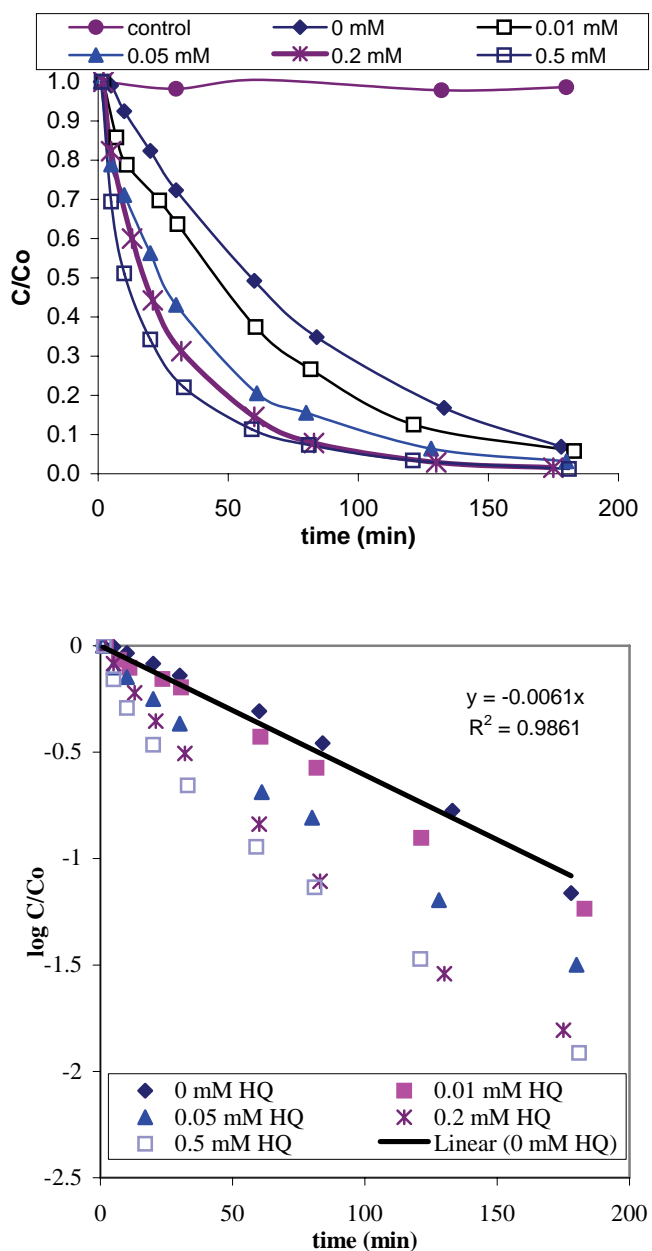 control 0 mM 0.01 mM
0.05 mM 0.2 mM 0.5 mM
1.0
0.9
0.8
0.7
0.6
0.5
0.4
0.3
0.2
0.1
0.0
C/Co
0 50 100 150 200
time (min)
0
-0.5
-1
-1.5
-2
-2.5
log C/Co
y = -0.0061x
R² = 0.9861
0 mM HQ 0.01 mM HQ
0.05 mM HQ 0.2 mM HQ
0.5 mM HQ Linear (0 mM HQ)
0 50 100 150 200
time (min)